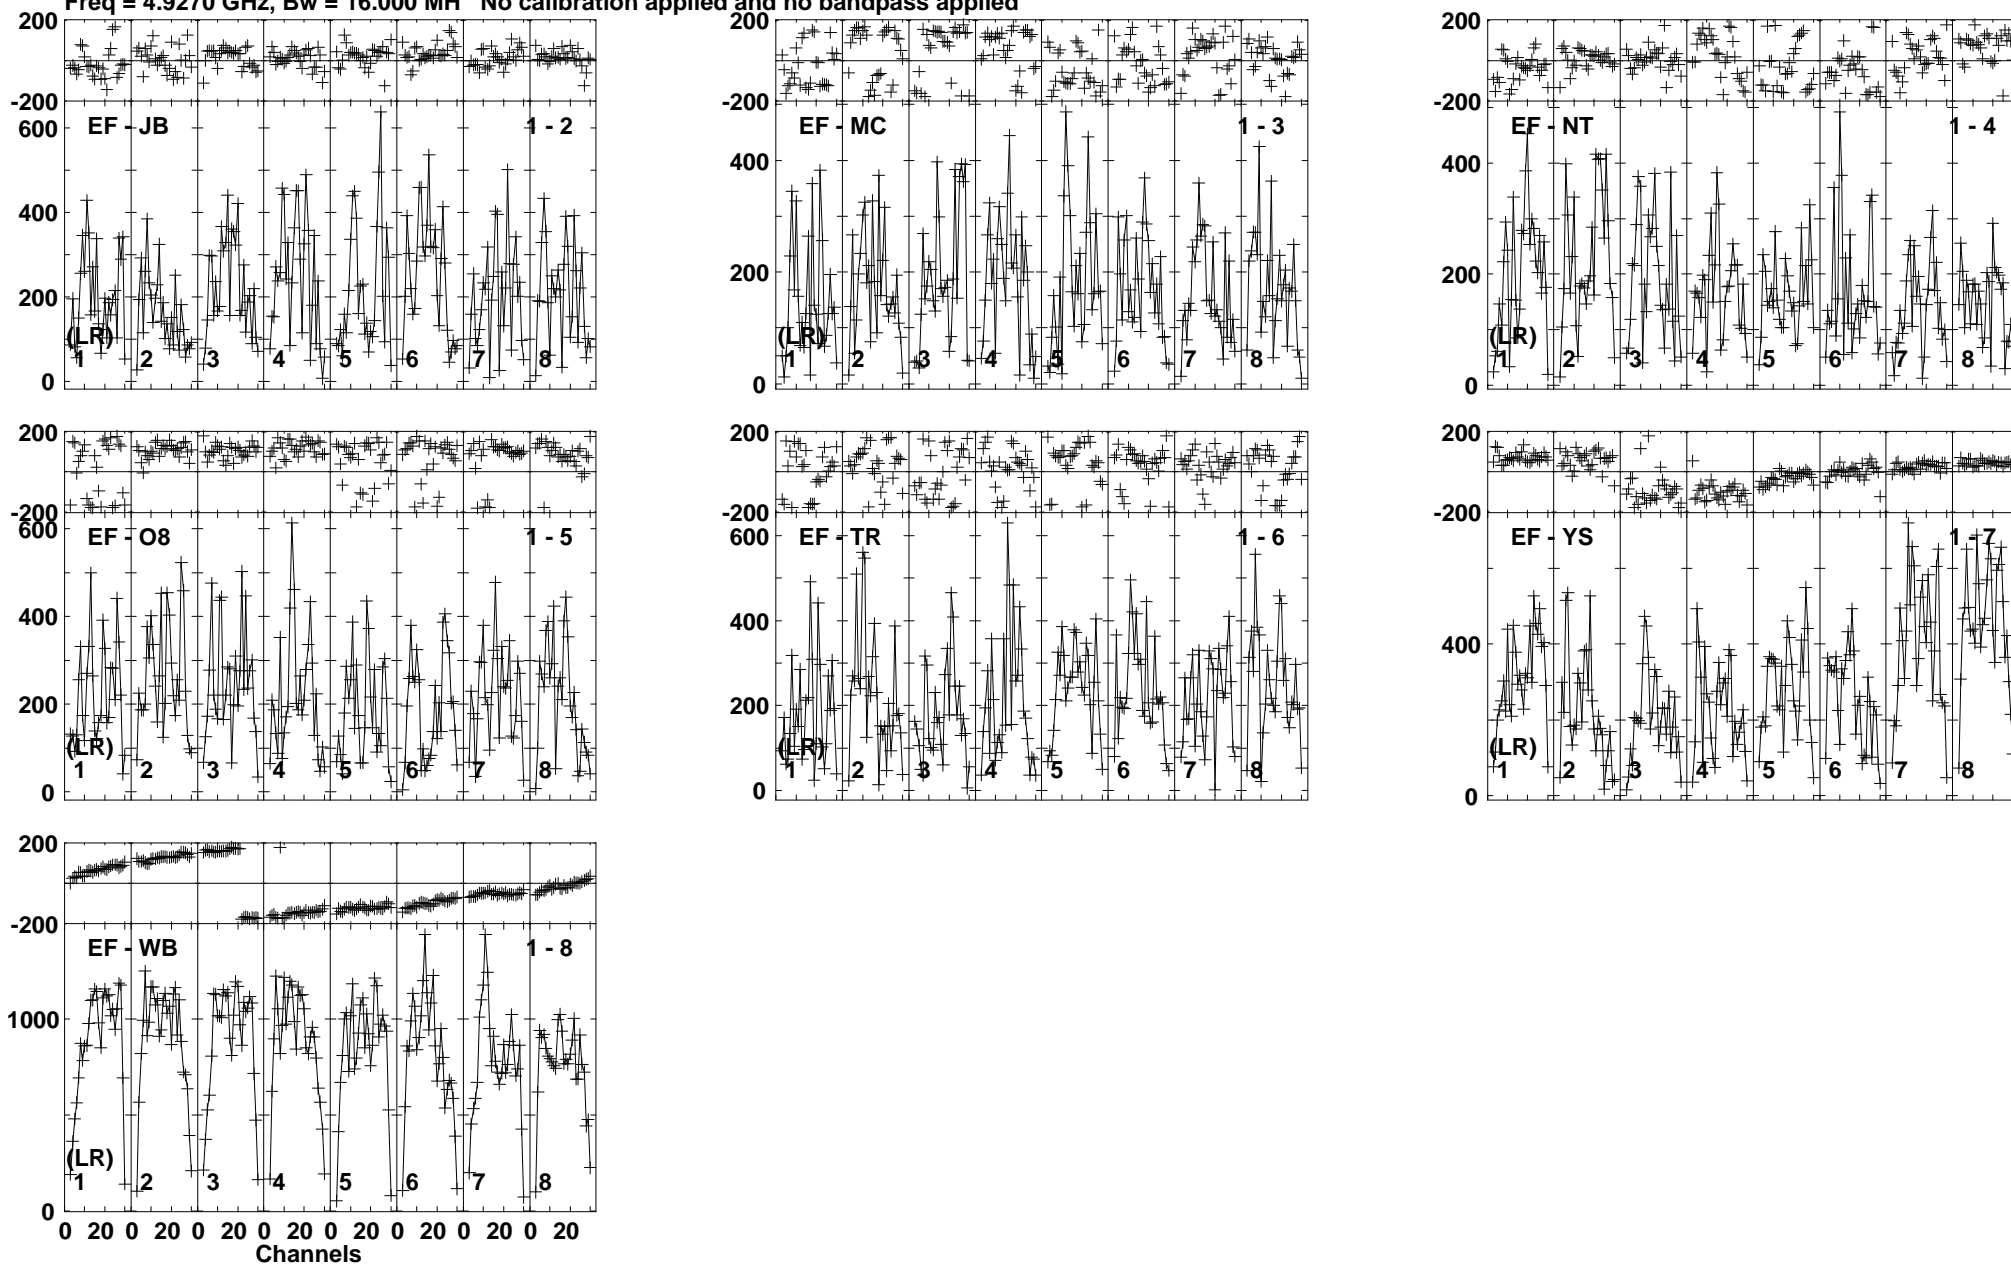 Freq = 4.9270 GHz, Bw = 16.000 MH No calibration applied and no bandpass applied
200 200 200
-200 -200 -200
EF - JB 1 - 2 EF - MC 1 - 3 EF - NT 1 - 4
600
400 400 400
200 200 200
(LR) (LR) (LR)
1 2 3 4 5 6 7 8 1 2 3 4 5 6 7 8 1 2 3 4 5 6 7 8
0 0 0
200 200 200
-200 -200 -200
EF - O8 1 - 5 EF - TR 1 - 6 EF - YS 1 - 7
600 600
400 400 400
200 200
(LR) (LR) (LR)
1 2 3 4 5 6 7 8 1 2 3 4 5 6 7 8 1 2 3 4 5 6 7 8
0 0 0
200
-200
EF - WB 1 - 8
1000
(LR)
1 2 3 4 5 6 7 8
0
0 20 0 20 0 20 0 20 0 20 0 20 0 20 0 20
Channels